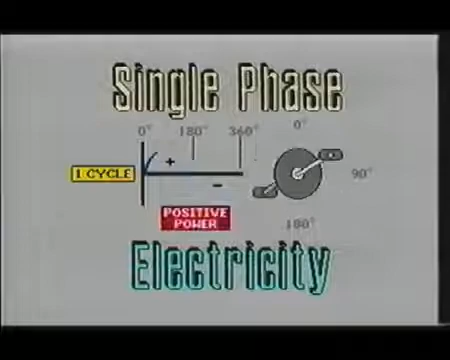 Single Phase
0° 180° 360° 0°
+
1 CYCLE
90°
-
POSITIVE
POWER
180°
Electricity